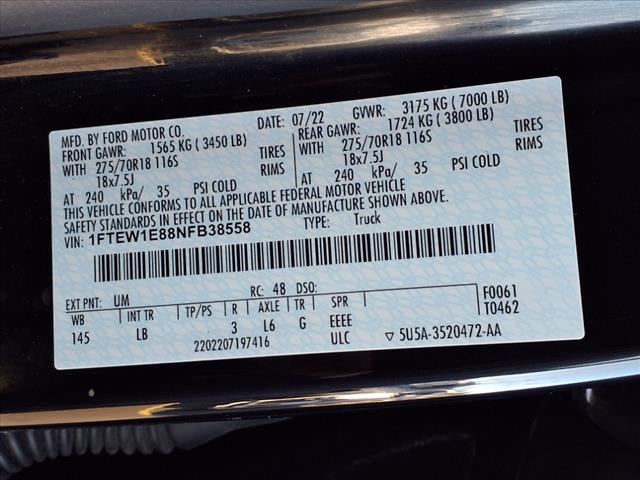 MFD. BY FORD MOTOR CO. DATE: 07/22 GVWR: 3175 KG ( 7000 LB)
FRONT GAWR: 1565 KG ( 3450 LB) REAR GAWR: 1724 KG ( 3800 LB)
WITH 275/70R18 116S TIRES WITH 275/70R18 116S TIRES
18x7.5J RIMS 18x7.5J RIMS
AT 240 kPa/ 35 PSI COLD AT 240 kPa/ 35 PSI COLD
THIS VEHICLE CONFORMS TO ALL APPLICABLE FEDERAL MOTOR VEHICLE
SAFETY STANDARDS IN EFFECT ON THE DATE OF MANUFACTURE SHOWN ABOVE.
VIN: 1FTEW1E88NFB38558 TYPE: Truck
EXT PNT: UM RC: 48 DSO: F0061
WB INT TR TP/PS R AXLE TR SPR T0462
145 LB 3 L6 G EEEE
2202207197416 ULC ▽ 5U5A-3520472-AA